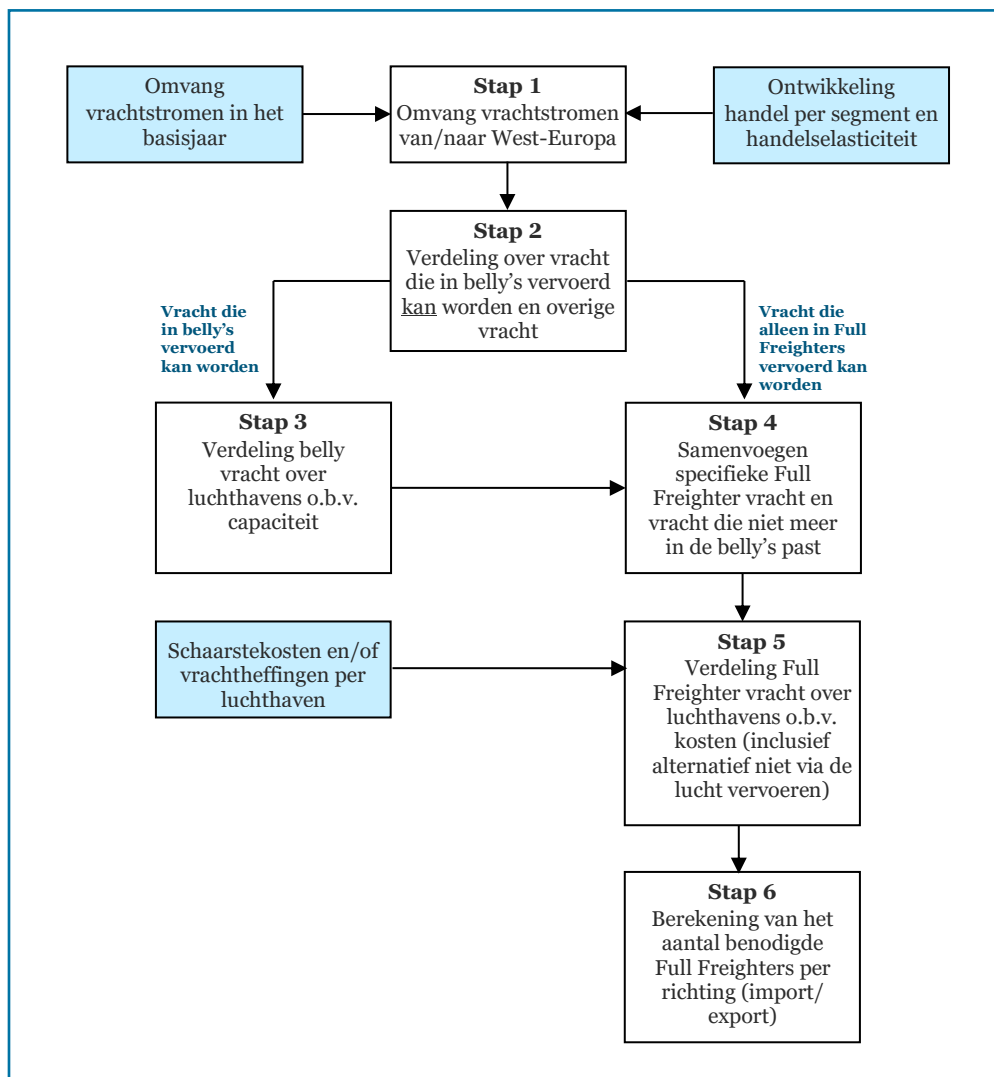 Omvang
vrachtstromen in het
basisjaar
Stap 1
Omvang vrachtstromen
van/naar West-Europa
Ontwikkeling
handel per segment en
handelselasticiteit
Stap 2
Verdeling over vracht
die in belly's vervoerd
kan worden en overige
vracht
Vracht die
in belly's
vervoerd
kan worden
Vracht die
alleen in Full
Freighters
vervoerd kan
worden
Stap 3
Verdeling belly
vracht over
luchthavens o.b.v.
capaciteit
Stap 4
Samenvoegen
specifieke Full
Freighter vracht en
vracht die niet meer
in de belly's past
Schaarstekosten en/of
vrachtheffingen per
luchthaven
Stap 5
Verdeling Full
Freighter vracht over
luchthavens o.b.v.
kosten (inclusief
alternatief niet via de
lucht vervoeren)
Stap 6
Berekening van het
aantal benodigde
Full Freighters per
richting (import/
export)